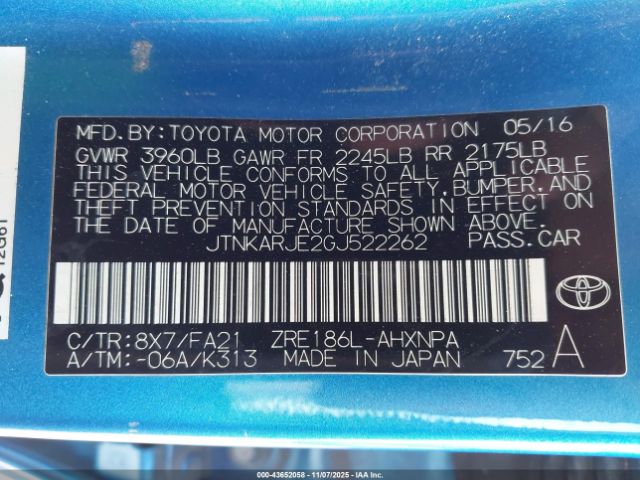 MFD.BY:TOYOTA MOTOR CORPORATION 05/16
GVWR 3960LB GAWR FR 2245LB RR 2175LB
THIS VEHICLE CONFORMS TO ALL APPLICABLE
FEDERAL MOTOR VEHICLE SAFETY,BUMPER,AND
THEFT PREVENTION STANDARDS IN EFFECT ON
THE DATE OF MANUFACTURE SHOWN ABOVE.
JTNKARJE2GJ522262 PASS.CAR
C/TR:8X7/FA21 ZRE186L-AHXNPA
A/TM:-06A/K313 MADE IN JAPAN 752 A
12G61
000-43652058 - 11/07/2025 - IAAI.COM